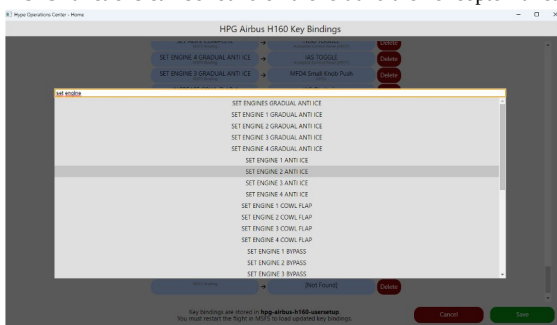 Hype Operations Center - Home
HPG Airbus H160 Key Bindings
Delete
SET ENGINE 4 GRADUAL ANTI ICE → IAS TOGGLE Delete
SET ENGINE 3 GRADUAL ANTI ICE → MFD4 Small Knob Push Delete
set engine
SET ENGINES GRADUAL ANTI ICE
SET ENGINE 1 GRADUAL ANTI ICE
SET ENGINE 2 GRADUAL ANTI ICE
SET ENGINE 3 GRADUAL ANTI ICE
SET ENGINE 4 GRADUAL ANTI ICE
SET ENGINE 1 ANTI ICE
SET ENGINE 2 ANTI ICE
SET ENGINE 3 ANTI ICE
SET ENGINE 4 ANTI ICE
SET ENGINE 1 COWL FLAP
SET ENGINE 2 COWL FLAP
SET ENGINE 3 COWL FLAP
SET ENGINE 4 COWL FLAP
SET ENGINE 1 BYPASS
SET ENGINE 2 BYPASS
SET ENGINE 3 BYPASS
→ [Not Found] Delete
Key bindings are stored in hpg-airbus-h160-usersetup.
You must restart the flight in MSFS to load updated key bindings.
Cancel
Save